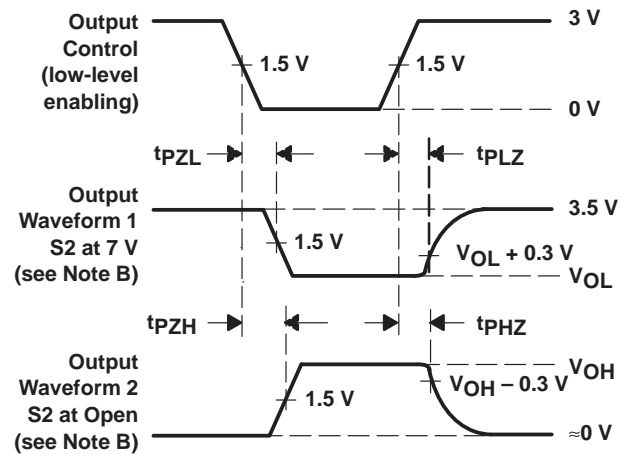 Output
Control
(low-level
enabling)
3 V
1.5 V
1.5 V
0 V
tPZL
tPLZ
Output
Waveform 1
S2 at 7 V
(see Note B)
3.5 V
1.5 V
VOL + 0.3 V
VOL
tPZH
tPHZ
Output
Waveform 2
S2 at Open
(see Note B)
VOH
VOH – 0.3 V
1.5 V
≈0 V